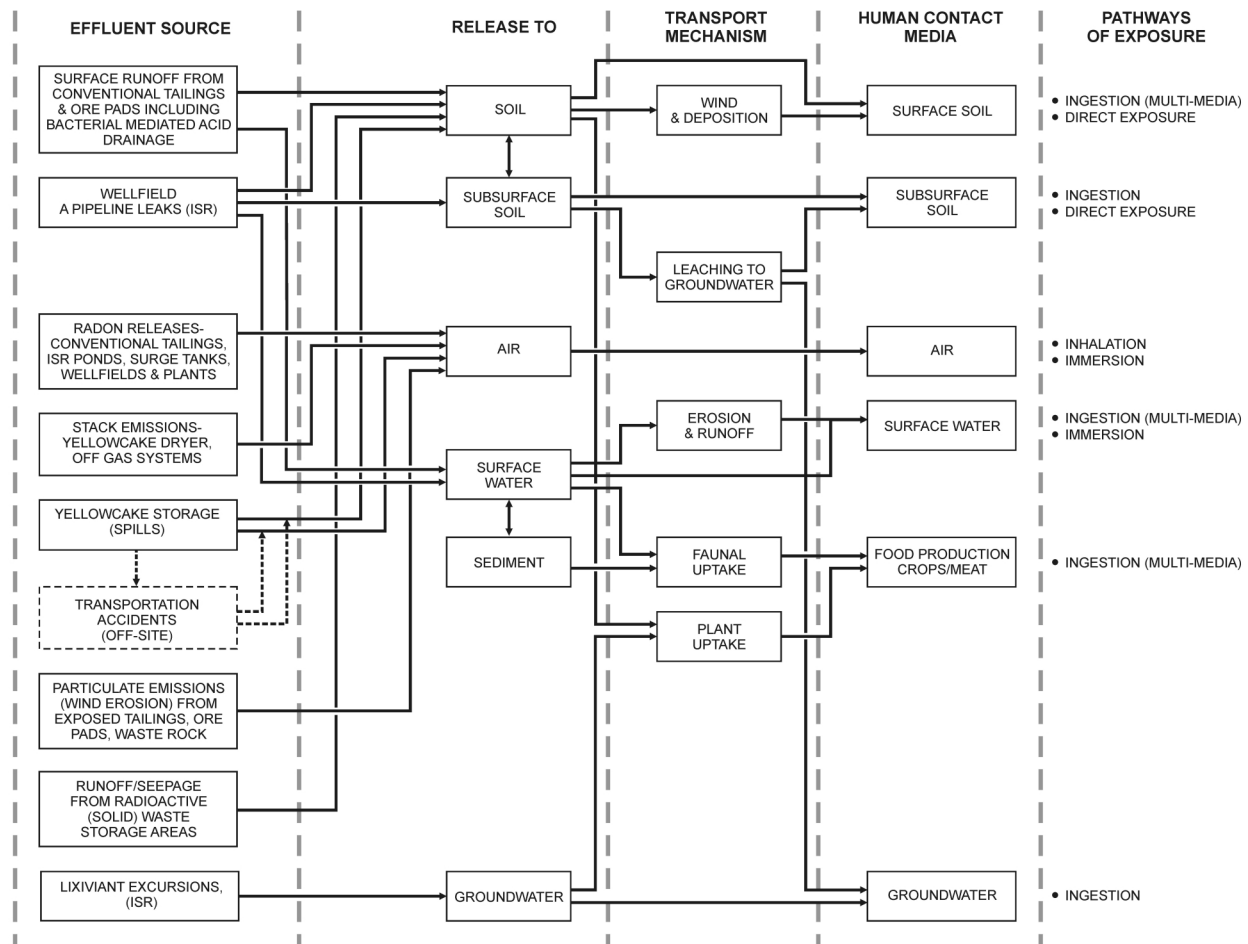 EFFLUENT SOURCE
RELEASE TO
TRANSPORT
MECHANISM
HUMAN CONTACT
MEDIA
PATHWAYS
OF EXPOSURE
SURFACE RUNOFF FROM
CONVENTIONAL TAILINGS
& ORE PADS INCLUDING
BACTERIAL MEDIATED ACID
DRAINAGE
SOIL
WIND
& DEPOSITION
SURFACE SOIL
• INGESTION (MULTI-MEDIA)
• DIRECT EXPOSURE
WELLFIELD
A PIPELINE LEAKS (ISR)
SUBSURFACE
SOIL
SUBSURFACE
SOIL
• INGESTION
• DIRECT EXPOSURE
LEACHING TO
GROUNDWATER
RADON RELEASES-
CONVENTIONAL TAILINGS,
ISR PONDS, SURGE TANKS,
WELLFIELDS & PLANTS
AIR
AIR
• INHALATION
• IMMERSION
STACK EMISSIONS-
YELLOWCAKE DRYER,
OFF GAS SYSTEMS
EROSION
& RUNOFF
SURFACE WATER
• INGESTION (MULTI-MEDIA)
• IMMERSION
SURFACE
WATER
YELLOWCAKE STORAGE
(SPILLS)
SEDIMENT
FAUNAL
UPTAKE
FOOD PRODUCTION
CROPS/MEAT
• INGESTION (MULTI-MEDIA)
TRANSPORTATION
ACCIDENTS
(OFF-SITE)
PLANT
UPTAKE
PARTICULATE EMISSIONS
(WIND EROSION) FROM
EXPOSED TAILINGS, ORE
PADS, WASTE ROCK
RUNOFF/SEEPAGE
FROM RADIOACTIVE
(SOLID) WASTE
STORAGE AREAS
LIXIVIANT EXCURSIONS,
(ISR)
GROUNDWATER
GROUNDWATER
• INGESTION